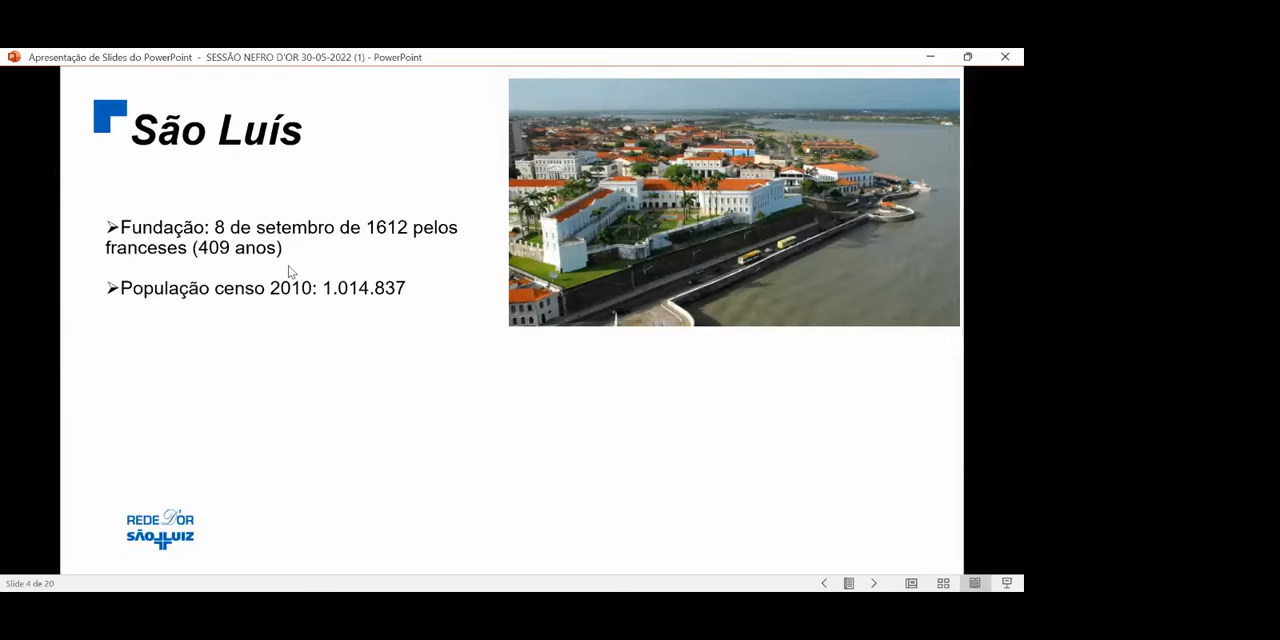 Apresentação de Slides do PowerPoint - SESSÃO NEFRO D'OR 30-05-2022 (1) - PowerPoint
São Luís
➢Fundação: 8 de setembro de 1612 pelos
franceses (409 anos)
➢População censo 2010: 1.014.837
REDE D'OR
SÃO LUIZ
Slide 4 de 20